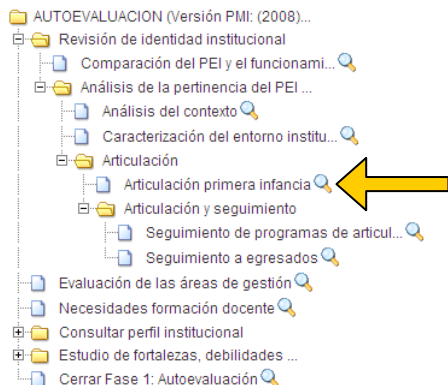 AUTOEVALUACION (Versión PMI: (2008)...
Revisión de identidad institucional
Comparación del PEI y el funcionami...
Análisis de la pertinencia del PEI ...
Análisis del contexto
Caracterización del entorno institu...
Articulación
Articulación primera infancia
Articulación y seguimiento
Seguimiento de programas de articul...
Seguimiento a egresados
Evaluación de las áreas de gestión
Necesidades formación docente
Consultar perfil institucional
Estudio de fortalezas, debilidades ...
Cerrar Fase 1: Autoevaluación